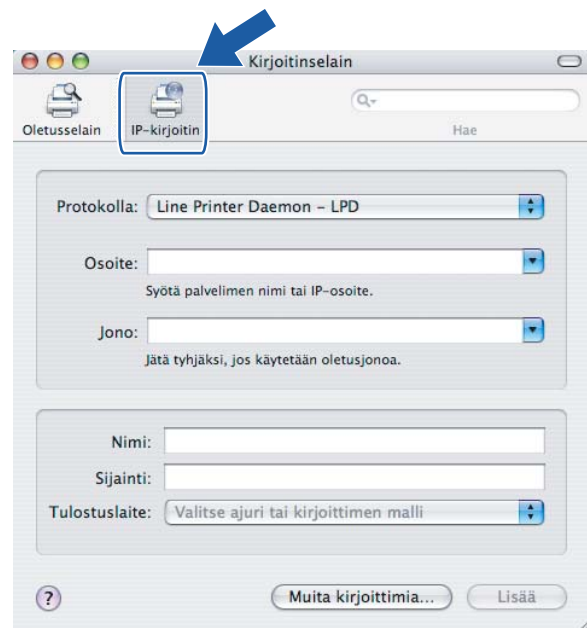 Kirjoitinselain
Oletusselain IP-kirjoitin Hae
Protokolla: Line Printer Daemon – LPD
Osoite:
Syötä palvelimen nimi tai IP-osoite.
Jono:
Jätä tyhjäksi, jos käytetään oletusjonoa.
Nimi:
Sijainti:
Tulostuslaite: Valitse ajuri tai kirjoittimen malli
? Muita kirjoittimia... Lisää